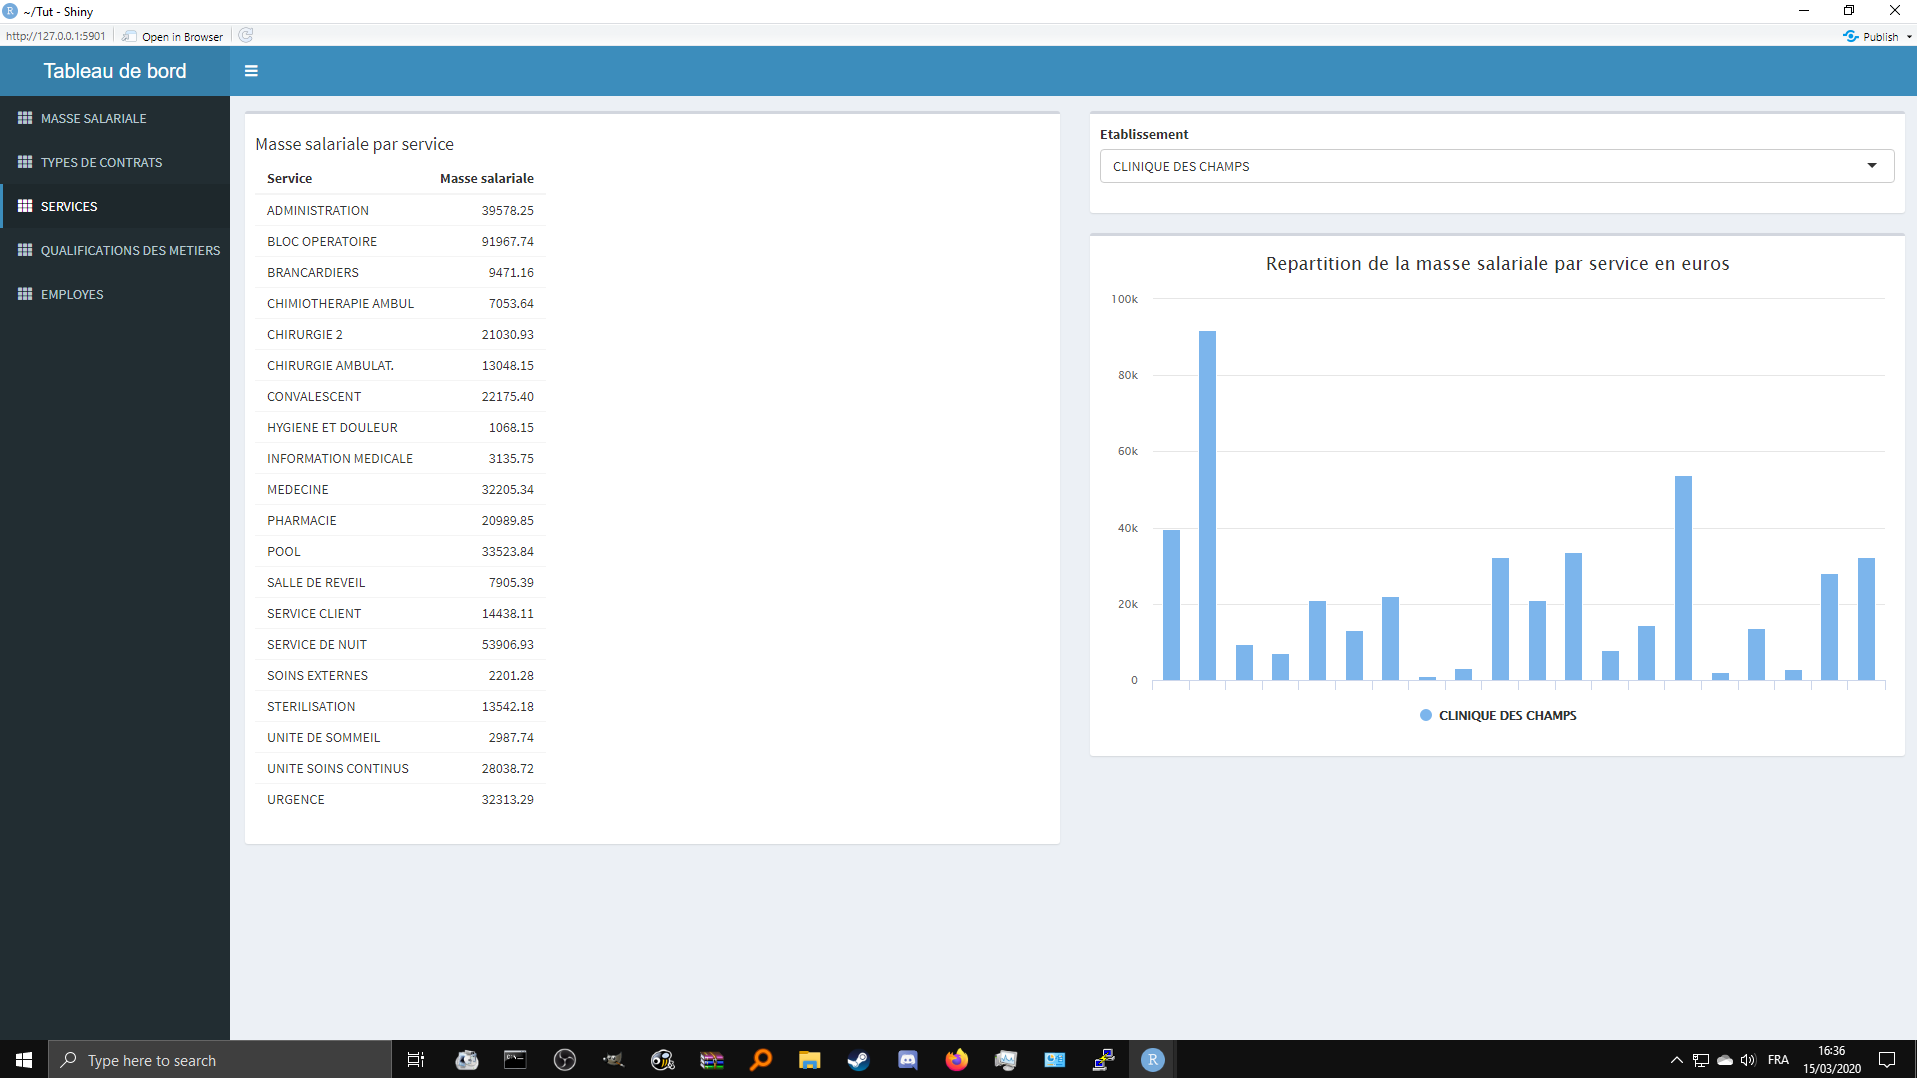 ~/Tut - Shiny
http://127.0.0.1:5901 Open in Browser Publish
Tableau de bord
MASSE SALARIALE
TYPES DE CONTRATS
SERVICES
QUALIFICATIONS DES METIERS
EMPLOYES
Masse salariale par service
Service Masse salariale
ADMINISTRATION 39578.25
BLOC OPERATOIRE 91967.74
BRANCARDIERS 9471.16
CHIMIOTHERAPIE AMBUL 7053.64
CHIRURGIE 2 21030.93
CHIRURGIE AMBULAT. 13048.15
CONVALESCENT 22175.40
HYGIENE ET DOULEUR 1068.15
INFORMATION MEDICALE 3135.75
MEDECINE 32205.34
PHARMACIE 20989.85
POOL 33523.84
SALLE DE REVEIL 7905.39
SERVICE CLIENT 14438.11
SERVICE DE NUIT 53906.93
SOINS EXTERNES 2201.28
STERILISATION 13542.18
UNITE DE SOMMEIL 2987.74
UNITE SOINS CONTINUS 28038.72
URGENCE 32313.29
Etablissement
CLINIQUE DES CHAMPS
Repartition de la masse salariale par service en euros
100k
80k
60k
40k
20k
0
CLINIQUE DES CHAMPS
Type here to search
FRA
16:36
15/03/2020